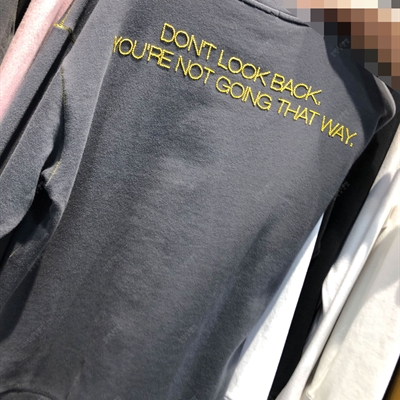 DON'T LOOK BACK.
YOU'RE NOT GOING THAT WAY.